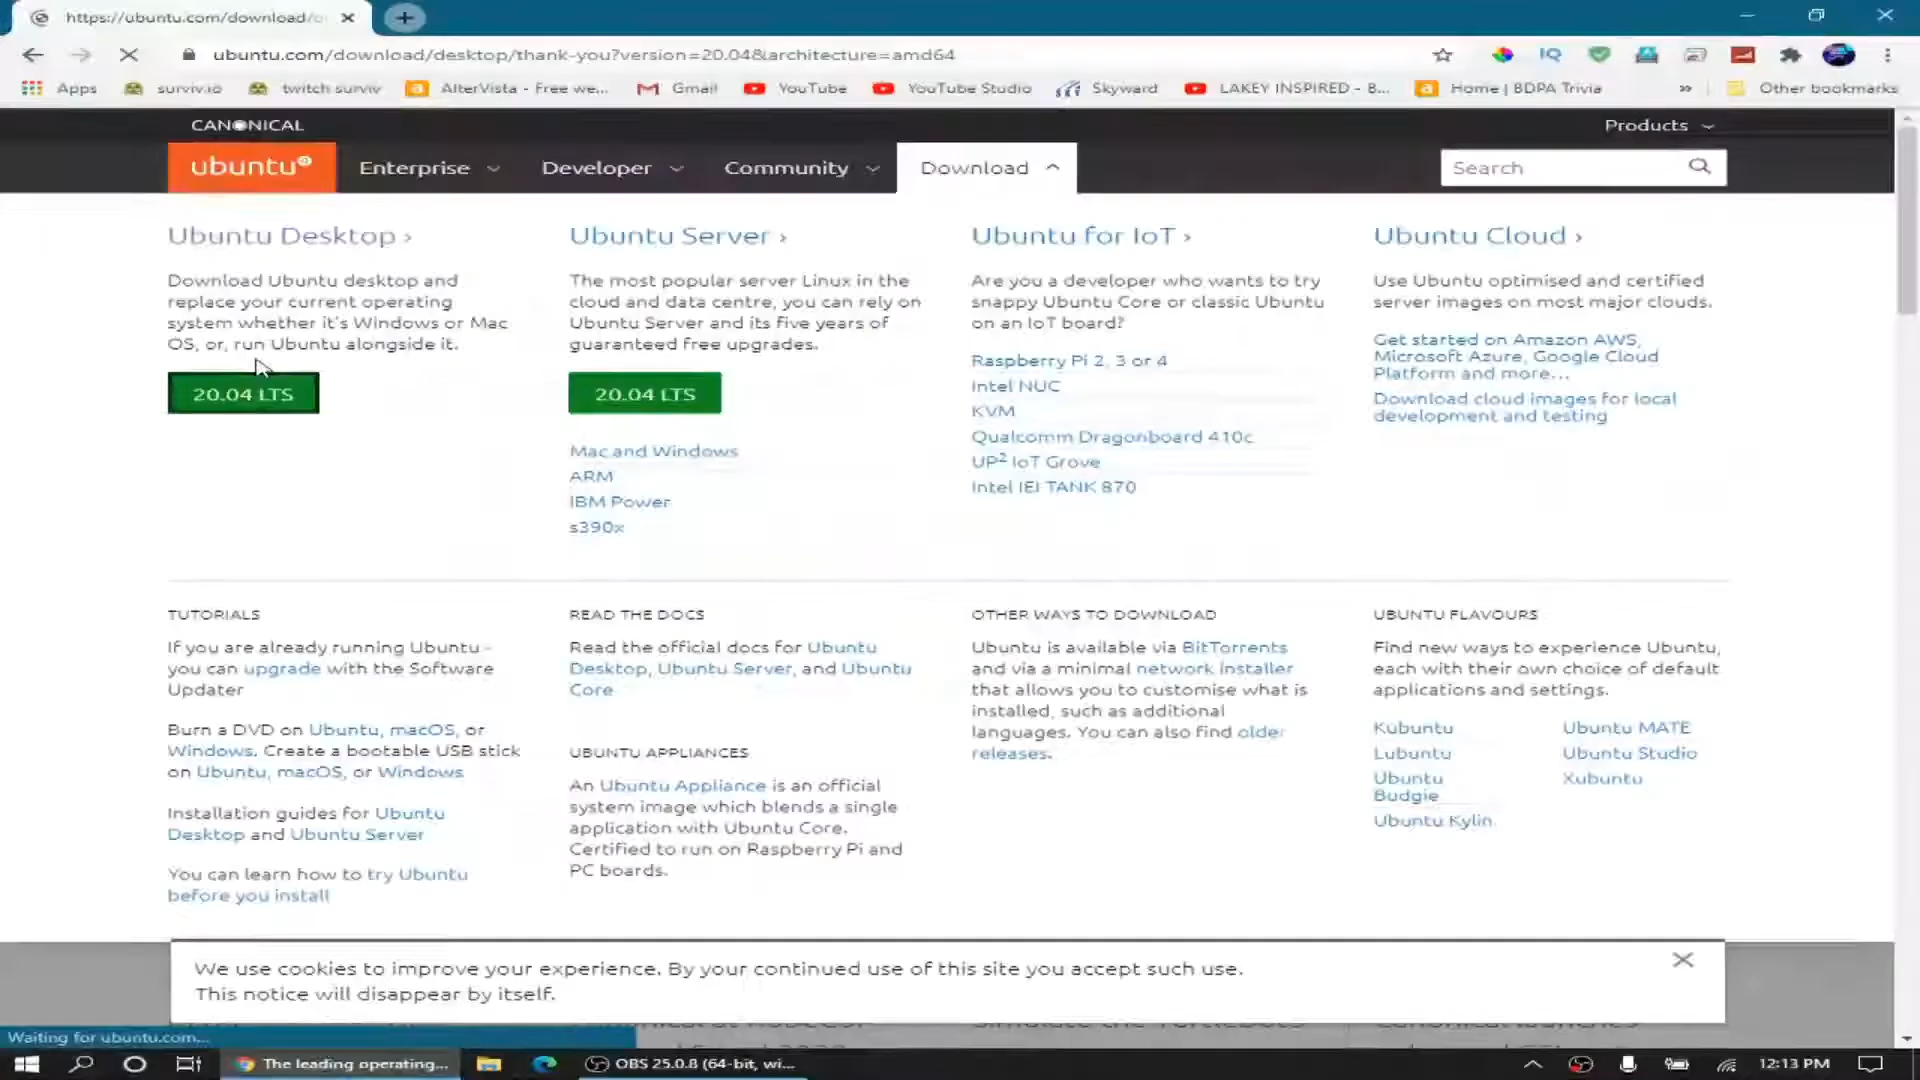 https://ubuntu.com/download/
ubuntu.com/download/desktop/thank-you?version=20.04&architecture=amd64
IQ
Apps
surviv.io
twitch surviv
AlterVista - Free we...
Gmail
YouTube
YouTube Studio
Skyward
LAKEY INSPIRED - B...
Home | BDPA Trivia
»
Other bookmarks
CANONICAL
Products
ubuntu
Enterprise
Developer
Community
Download
Search
Ubuntu Desktop ›
Download Ubuntu desktop and
replace your current operating
system whether it's Windows or Mac
OS, or, run Ubuntu alongside it.
20.04 LTS
Ubuntu Server ›
The most popular server Linux in the
cloud and data centre, you can rely on
Ubuntu Server and its five years of
guaranteed free upgrades.
20.04 LTS
Mac and Windows
ARM
IBM Power
s390x
Ubuntu for IoT ›
Are you a developer who wants to try
snappy Ubuntu Core or classic Ubuntu
on an IoT board?
Raspberry Pi 2, 3 or 4
Intel NUC
KVM
Qualcomm Dragonboard 410c
UP² IoT Grove
Intel IEI TANK 870
Ubuntu Cloud ›
Use Ubuntu optimised and certified
server images on most major clouds.
Get started on Amazon AWS,
Microsoft Azure, Google Cloud
Platform and more...
Download cloud images for local
development and testing
TUTORIALS
If you are already running Ubuntu -
you can upgrade with the Software
Updater
Burn a DVD on Ubuntu, macOS, or
Windows. Create a bootable USB stick
on Ubuntu, macOS, or Windows
Installation guides for Ubuntu
Desktop and Ubuntu Server
You can learn how to try Ubuntu
before you install
READ THE DOCS
Read the official docs for Ubuntu
Desktop, Ubuntu Server, and Ubuntu
Core
UBUNTU APPLIANCES
An Ubuntu Appliance is an official
system image which blends a single
application with Ubuntu Core.
Certified to run on Raspberry Pi and
PC boards.
OTHER WAYS TO DOWNLOAD
Ubuntu is available via BitTorrents
and via a minimal network installer
that allows you to customise what is
installed, such as additional
languages. You can also find older
releases.
UBUNTU FLAVOURS
Find new ways to experience Ubuntu,
each with their own choice of default
applications and settings.
Kubuntu
Lubuntu
Ubuntu
Budgie
Ubuntu Kylin
Ubuntu MATE
Ubuntu Studio
Xubuntu
We use cookies to improve your experience. By your continued use of this site you accept such use.
This notice will disappear by itself.
Waiting for ubuntu.com...
The leading operating...
OBS 25.0.8 (64-bit, wi...
12:13 PM